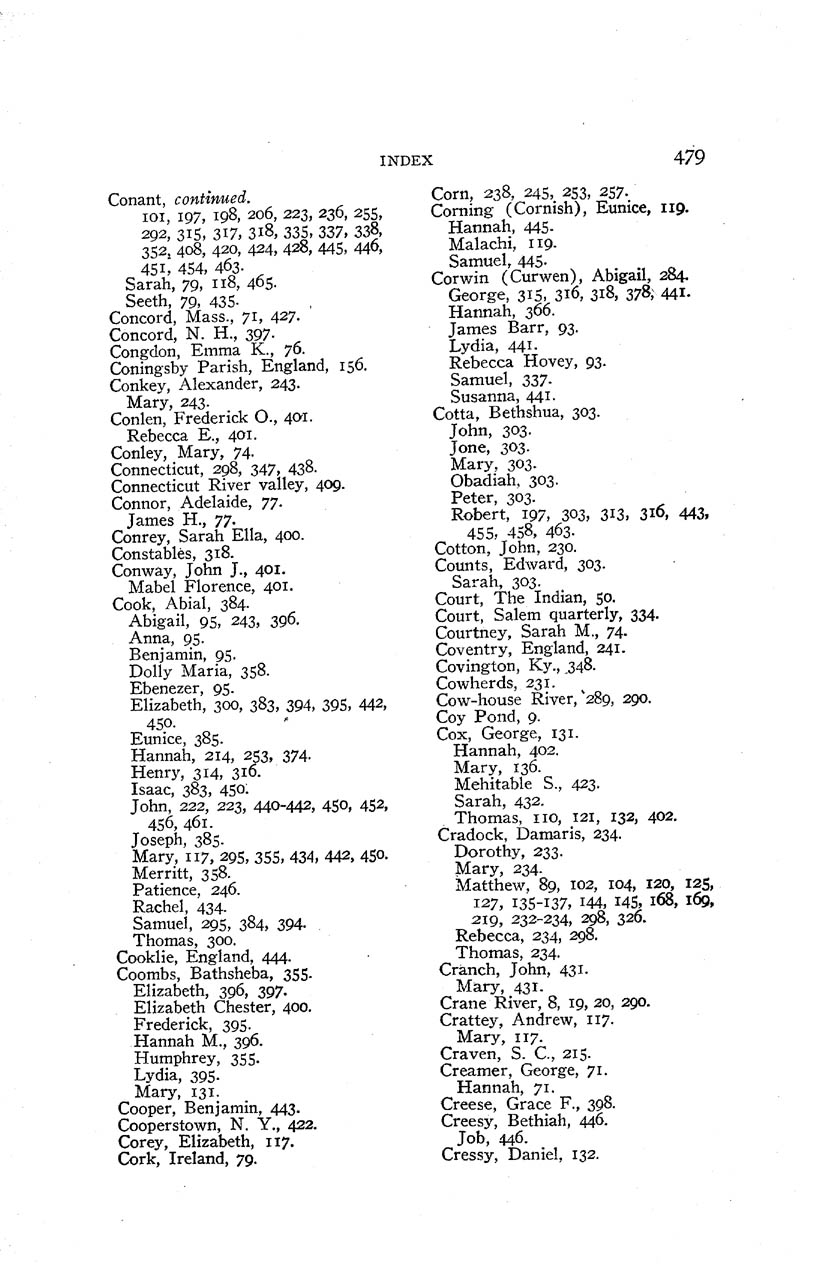 INDEX 479
Conant, continued.
101, 197, 198, 206, 223, 236, 255,
292, 315, 317, 318, 335, 337, 338,
352, 408, 420, 424, 428, 445, 446,
451, 454, 463.
Sarah, 79, 118, 465.
Seeth, 79, 435.
Concord, Mass., 71, 427.
Concord, N. H., 397.
Congdon, Emma K., 76.
Coningsby Parish, England, 156.
Conkey, Alexander, 243.
Mary, 243.
Conlen, Frederick O., 401.
Rebecca E., 401.
Conley, Mary, 74.
Connecticut, 298, 347, 438.
Connecticut River valley, 409.
Connor, Adelaide, 77.
James H., 77.
Conrey, Sarah Ella, 400.
Constables, 318.
Conway, John J., 401.
Mabel Florence, 401.
Cook, Abial, 384.
Abigail, 95, 243, 396.
Anna, 95.
Benjamin, 95.
Dolly Maria, 358.
Ebenezer, 95.
Elizabeth, 300, 383, 394, 395, 442,
450.
Eunice, 385.
Hannah, 214, 253, 374.
Henry, 314, 316.
Isaac, 383, 450.
John, 222, 223, 440-442, 450, 452,
456, 461.
Joseph, 385.
Mary, 117, 295, 355, 434, 442, 450.
Merritt, 358.
Patience, 246.
Rachel, 434.
Samuel, 295, 384, 394.
Thomas, 300.
Cooklie, England, 444.
Coombs, Bathsheba, 355.
Elizabeth, 396, 397.
Elizabeth Chester, 400.
Frederick, 395.
Hannah M., 396.
Humphrey, 355.
Lydia, 395.
Mary, 131.
Cooper, Benjamin, 443.
Cooperstown, N. Y., 422.
Corey, Elizabeth, 117.
Cork, Ireland, 79.
Corn, 238, 245, 253, 257.
Corning (Cornish), Eunice, 119.
Hannah, 445.
Malachi, 119.
Samuel, 445.
Corwin (Curwen), Abigail, 284.
George, 315, 316, 318, 378, 441.
Hannah, 366.
James Barr, 93.
Lydia, 441.
Rebecca Hovey, 93.
Samuel, 337.
Susanna, 441.
Cotta, Bethshua, 303.
John, 303.
Jone, 303.
Mary, 303.
Obadiah, 303.
Peter, 303.
Robert, 197, 303, 313, 316, 443,
455, 458, 463.
Cotton, John, 230.
Counts, Edward, 303.
Sarah, 303.
Court, The Indian, 50.
Court, Salem quarterly, 334.
Courtney, Sarah M., 74.
Coventry, England, 241.
Covington, Ky., 348.
Cowherds, 231.
Cow-house River, 289, 290.
Coy Pond, 9.
Cox, George, 131.
Hannah, 402.
Mary, 136.
Mehitable S., 423.
Sarah, 432.
Thomas, 110, 121, 132, 402.
Cradock, Damaris, 234.
Dorothy, 233.
Mary, 234.
Matthew, 89, 102, 104, 120, 125,
127, 135-137, 144, 145, 168, 169,
219, 232-234, 298, 326.
Rebecca, 234, 298.
Thomas, 234.
Cranch, John, 431.
Mary, 431.
Crane River, 8, 19, 20, 290.
Crattey, Andrew, 117.
Mary, 117.
Craven, S. C., 215.
Creamer, George, 71.
Hannah, 71.
Creese, Grace F., 398.
Creesy, Bethiah, 446.
Job, 446.
Cressy, Daniel, 132.